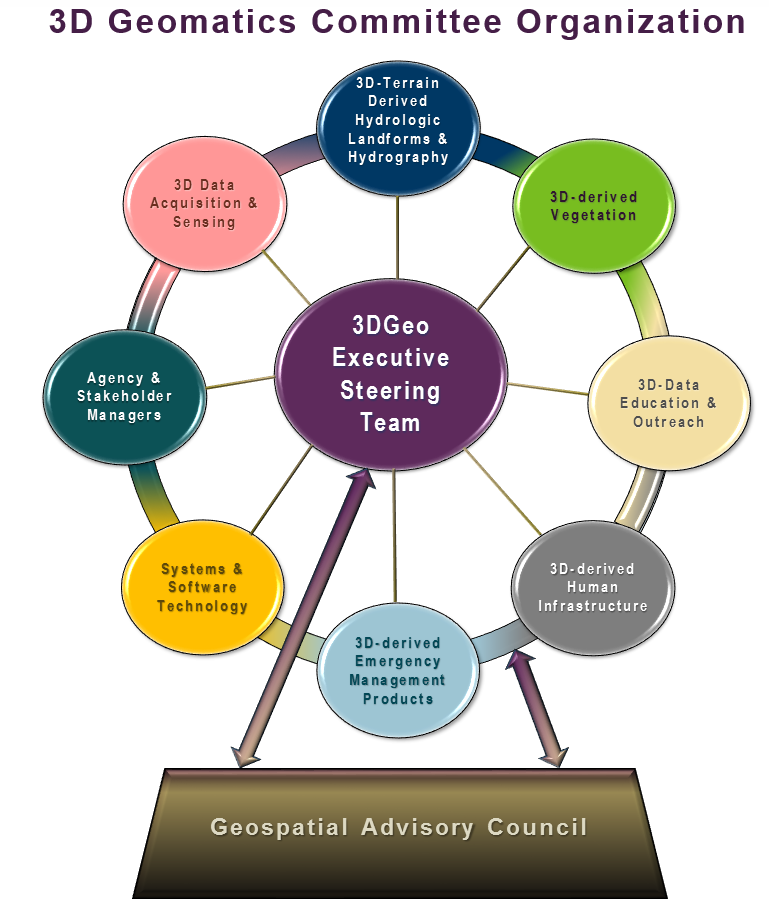 3D Geomatics Committee Organization
3D-Terrain
Derived
Hydrologic
Landforms &
Hydrography
3D-derived
Vegetation
3D-Data
Education &
Outreach
3D-derived
Human
Infrastructure
3D-derived
Emergency
Management
Products
Systems &
Software
Technology
Agency &
Stakeholder
Managers
3D Data
Acquisition &
Sensing
3DGeo
Executive
Steering
Team
Geospatial Advisory Council